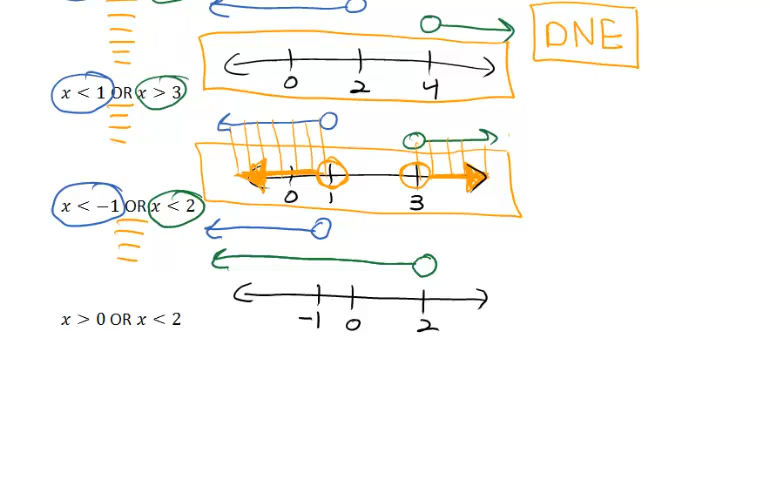 DNE
0 2 4
x < 1 OR x > 3
0 1 3
x < −1 OR x < 2
-1 0 2
x > 0 OR x < 2